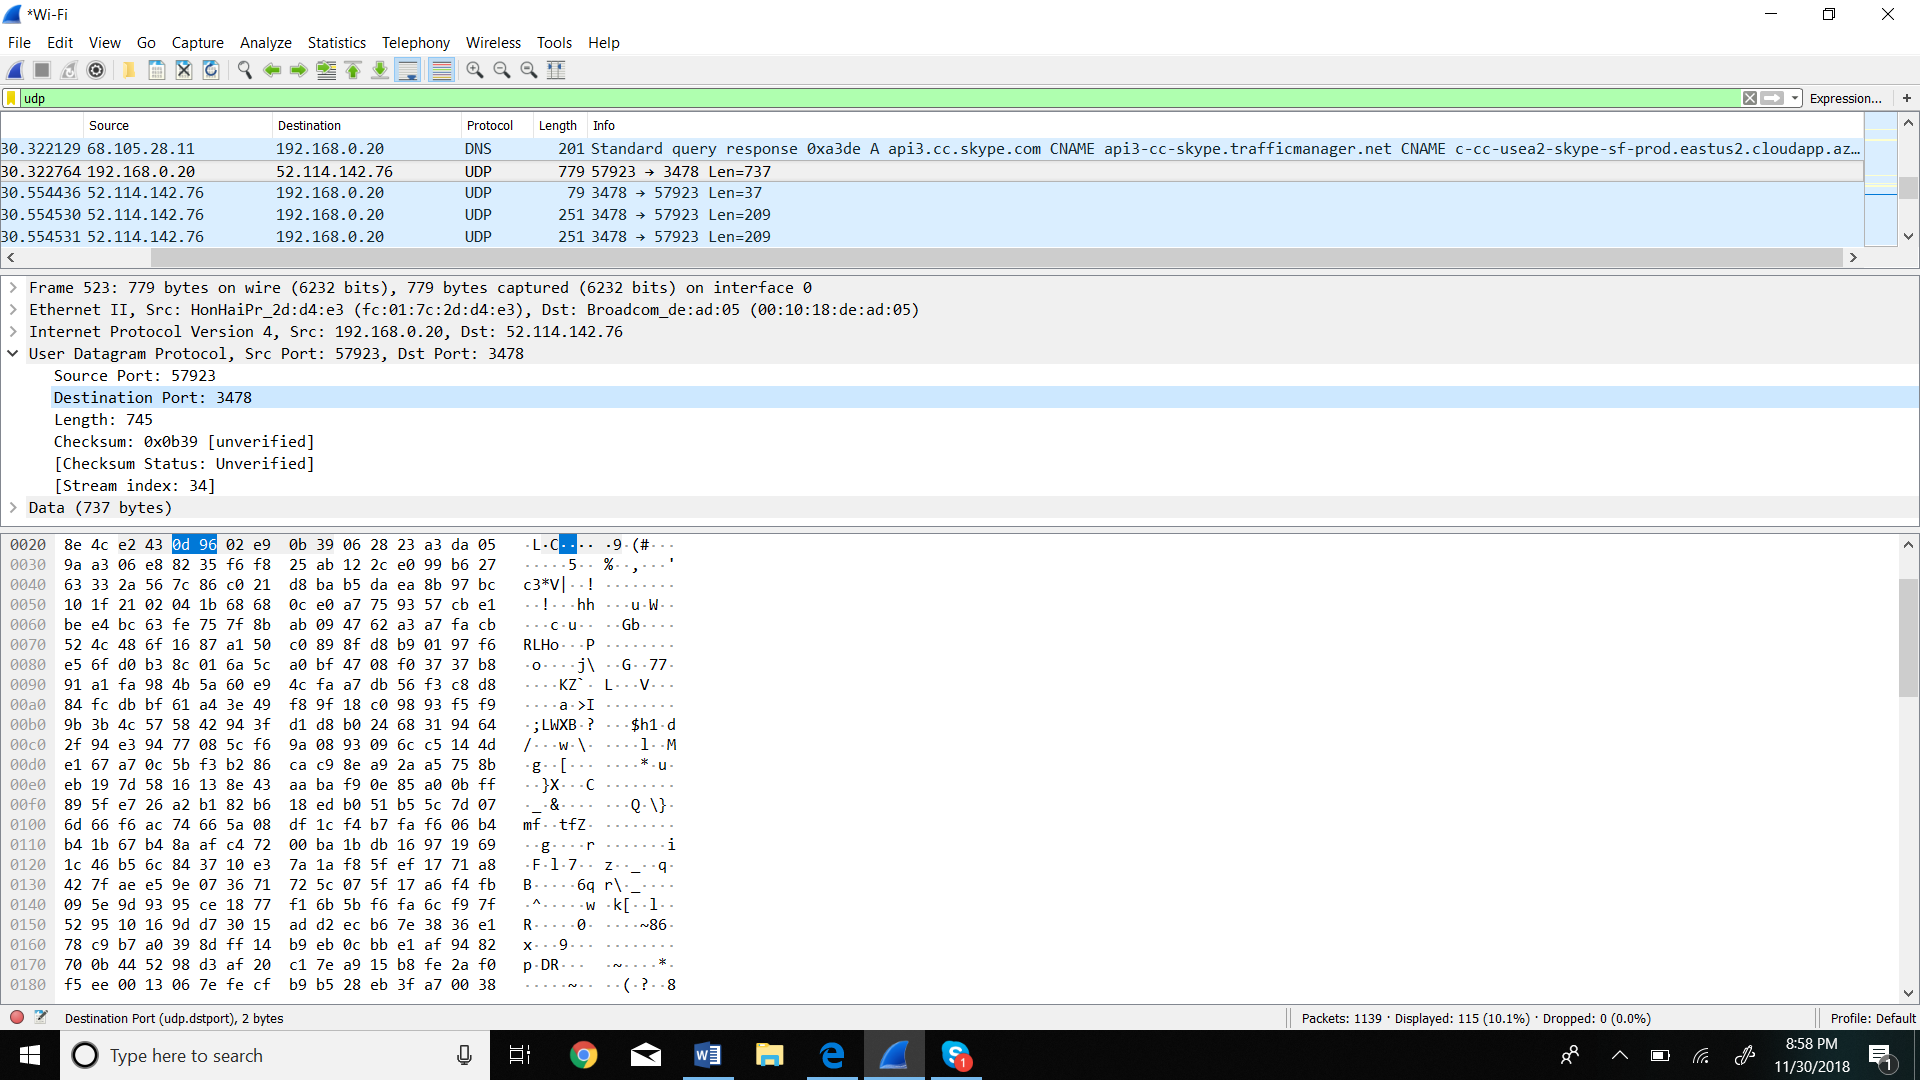 *Wi-Fi
File Edit View Go Capture Analyze Statistics Telephony Wireless Tools Help
udp Expression... +
Source Destination Protocol Length Info
30.322129 68.105.28.11 192.168.0.20 DNS 201 Standard query response 0xa3de A api3.cc.skype.com CNAME api3-cc-skype.trafficmanager.net CNAME c-cc-usea2-skype-sf-prod.eastus2.cloudapp.az...
30.322764 192.168.0.20 52.114.142.76 UDP 779 57923 → 3478 Len=737
30.554436 52.114.142.76 192.168.0.20 UDP 79 3478 → 57923 Len=37
30.554530 52.114.142.76 192.168.0.20 UDP 251 3478 → 57923 Len=209
30.554531 52.114.142.76 192.168.0.20 UDP 251 3478 → 57923 Len=209
Frame 523: 779 bytes on wire (6232 bits), 779 bytes captured (6232 bits) on interface 0
Ethernet II, Src: HonHaiPr_2d:d4:e3 (fc:01:7c:2d:d4:e3), Dst: Broadcom_de:ad:05 (00:10:18:de:ad:05)
Internet Protocol Version 4, Src: 192.168.0.20, Dst: 52.114.142.76
User Datagram Protocol, Src Port: 57923, Dst Port: 3478
Source Port: 57923
Destination Port: 3478
Length: 745
Checksum: 0x0b39 [unverified]
[Checksum Status: Unverified]
[Stream index: 34]
Data (737 bytes)
0020 8e 4c e2 43 0d 96 02 e9 0b 39 06 28 23 a3 da 05 ·L·C···· ·9·(#···
0030 9a a3 06 e8 82 35 f6 f8 25 ab 12 2c e0 99 b6 27 ·····5·· %··,···'
0040 63 33 2a 56 7c 86 c0 21 d8 ba b5 da ea 8b 97 bc c3*V|··! ········
0050 10 1f 21 02 04 1b 68 68 0c e0 a7 75 93 57 cb e1 ··!···hh ···u·W··
0060 be e4 bc 63 fe 75 7f 8b ab 09 47 62 a3 a7 fa cb ···c·u·· ··Gb····
0070 52 4c 48 6f 16 87 a1 50 c0 89 8f d8 b9 01 97 f6 RLHo···P ········
0080 e5 6f d0 b3 8c 01 6a 5c a0 bf 47 08 f0 37 37 b8 ·o····j\ ··G··77·
0090 91 a1 fa 98 4b 5a 60 e9 4c fa a7 db 56 f3 c8 d8 ····KZ`· L···V···
00a0 84 fc db bf 61 a4 3e 49 f8 9f 18 c0 98 93 f5 f9 ····a·>I ········
00b0 9b 3b 4c 57 58 42 94 3f d1 d8 b0 24 68 31 94 64 ·;LWXB·? ···$h1·d
00c0 2f 94 e3 94 77 08 5c f6 9a 08 93 09 6c c5 14 4d /···w·\· ····l··M
00d0 e1 67 a7 0c 5b f3 b2 86 ca c9 8e a9 2a a5 75 8b ·g··[··· ····*·u·
00e0 eb 19 7d 58 16 13 8e 43 aa ba f9 0e 85 a0 0b ff ··}X···C ········
00f0 89 5f e7 26 a2 b1 82 b6 18 ed b0 51 b5 5c 7d 07 ·_·&···· ···Q·\}·
0100 6d 66 f6 ac 74 66 5a 08 df 1c f4 b7 fa f6 06 b4 mf··tfZ· ········
0110 b4 1b 67 b4 8a af c4 72 00 ba 1b db 16 97 19 69 ··g····r ·······i
0120 1c 46 b5 6c 84 37 10 e3 7a 1a f8 5f ef 17 71 a8 ·F·l·7·· z··_··q·
0130 42 7f ae e5 9e 07 36 71 72 5c 07 5f 17 a6 f4 fb B·····6q r\·_····
0140 09 5e 9d 93 95 ce 18 77 f1 6b 5b f6 fa 6c f9 7f ·^·····w ·k[··l··
0150 52 95 10 16 9d d7 30 15 ad d2 ec b6 7e 38 36 e1 R·····0· ····~86·
0160 78 c9 b7 a0 39 8d ff 14 b9 eb 0c bb e1 af 94 82 x···9··· ········
0170 70 0b 44 52 98 d3 af 20 c1 7e a9 15 b8 fe 2a f0 p·DR··· ·~····*·
0180 f5 ee 00 13 06 7e fe cf b9 b5 28 eb 3f a7 00 38 ·····~·· ··(·?··8
Destination Port (udp.dstport), 2 bytes Packets: 1139 · Displayed: 115 (10.1%) · Dropped: 0 (0.0%) Profile: Default
Type here to search 1 8:58 PM
11/30/2018 1